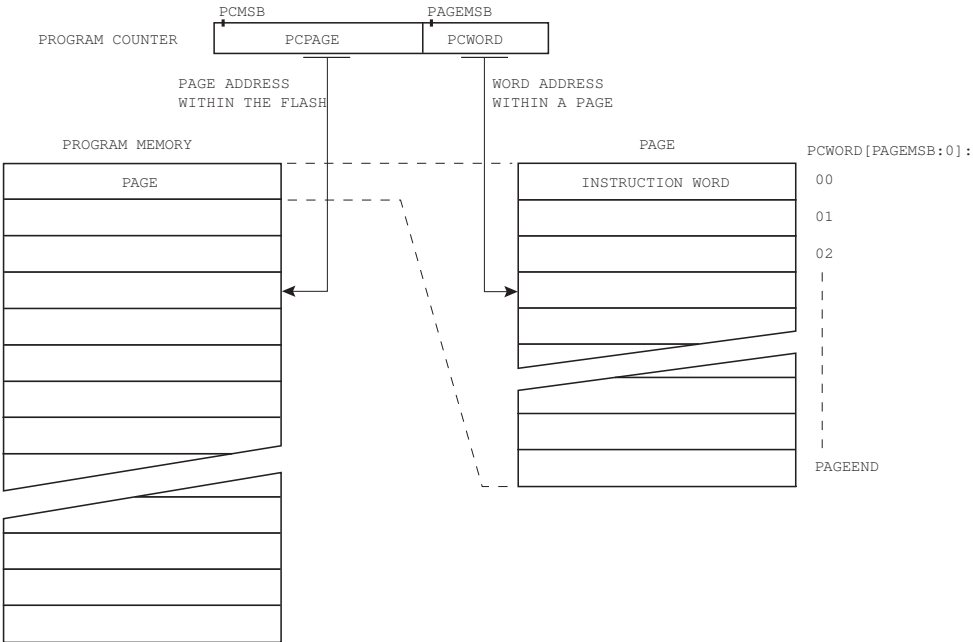 PCMSB
PAGEMSB
PROGRAM COUNTER
PCPAGE
PCWORD
PAGE ADDRESS
WITHIN THE FLASH
WORD ADDRESS
WITHIN A PAGE
PROGRAM MEMORY
PAGE
PCWORD[PAGEMSB:0]:
PAGE
INSTRUCTION WORD
00
01
02
PAGEEND